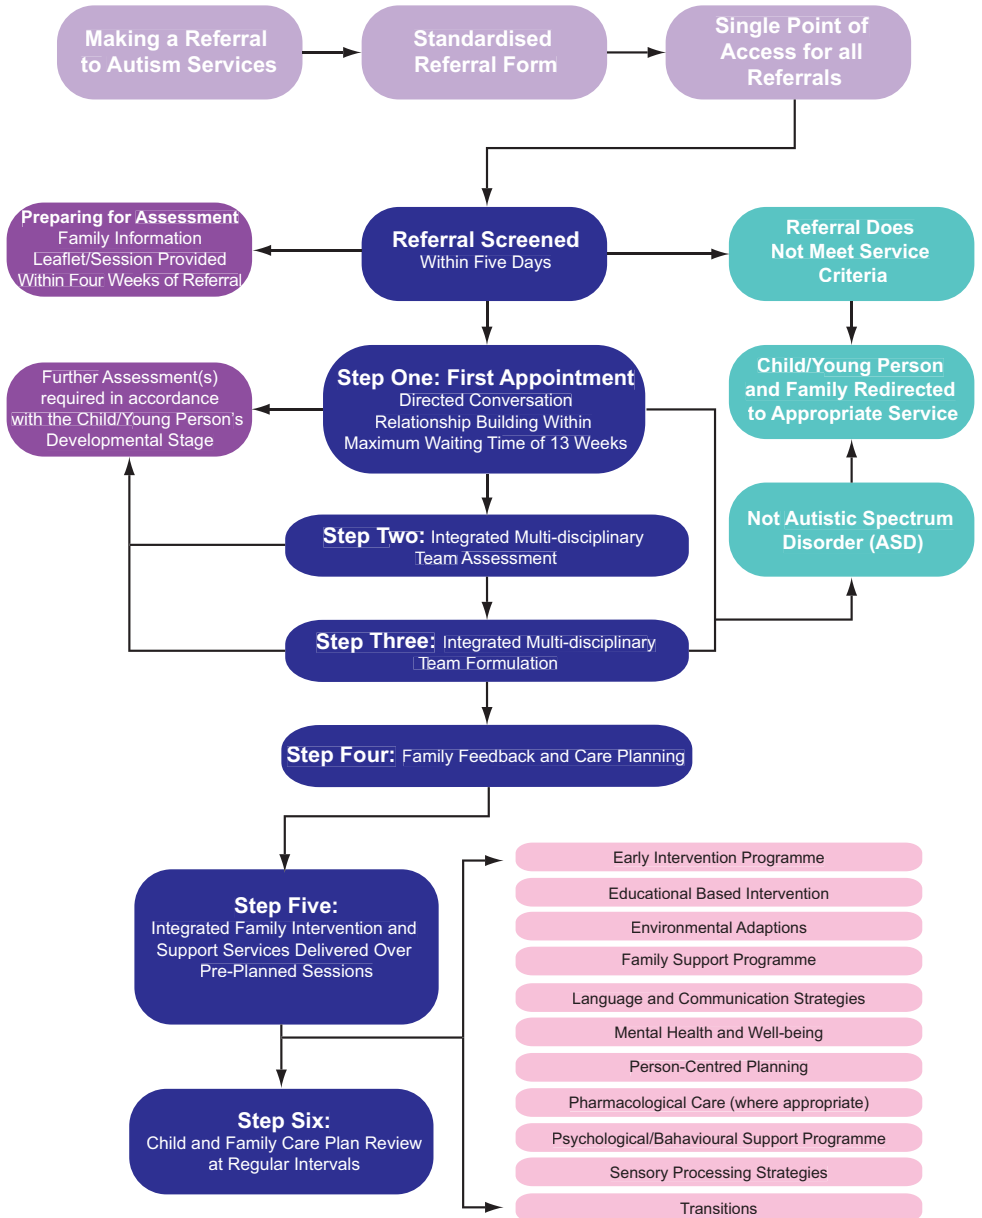 Making a Referral
to Autism Services
Standardised
Referral Form
Single Point of
Access for all
Referrals
Preparing for Assessment
Family Information
Leaflet/Session Provided
Within Four Weeks of Referral
Referral Screened
Within Five Days
Referral Does
Not Meet Service
Criteria
Further Assessment(s)
required in accordance
with the Child/Young Person's
Developmental Stage
Step One: First Appointment
Directed Conversation
Relationship Building Within
Maximum Waiting Time of 13 Weeks
Child/Young Person
and Family Redirected
to Appropriate Service
Step Two: Integrated Multi-disciplinary
Team Assessment
Not Autistic Spectrum
Disorder (ASD)
Step Three: Integrated Multi-disciplinary
Team Formulation
Step Four: Family Feedback and Care Planning
Step Five:
Integrated Family Intervention and
Support Services Delivered Over
Pre-Planned Sessions
Step Six:
Child and Family Care Plan Review
at Regular Intervals
Early Intervention Programme
Educational Based Intervention
Environmental Adaptions
Family Support Programme
Language and Communication Strategies
Mental Health and Well-being
Person-Centred Planning
Pharmacological Care (where appropriate)
Psychological/Bahavioural Support Programme
Sensory Processing Strategies
Transitions